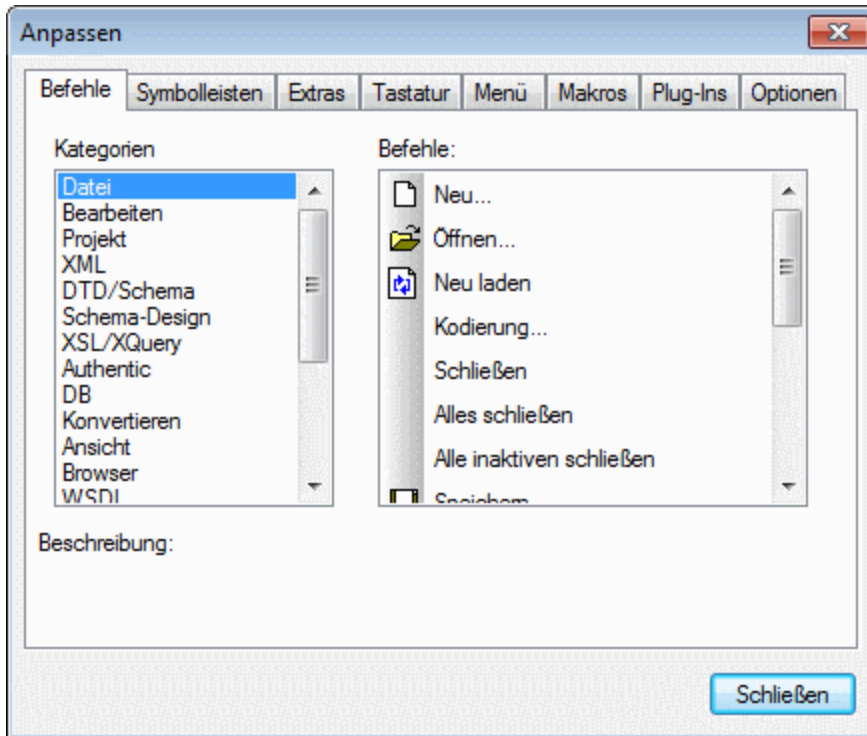 Anpassen
Befehle Symbolleisten Extras Tastatur Menü Makros Plug-Ins Optionen
Kategorien
Datei
Bearbeiten
Projekt
XML
DTD/Schema
Schema-Design
XSL/XQuery
Authentic
DB
Konvertieren
Ansicht
Browser
WSDL
Befehle:
Neu...
Öffnen...
Neu laden
Kodierung...
Schließen
Alles schließen
Alle inaktiven schließen
Speichern
Beschreibung:
Schließen